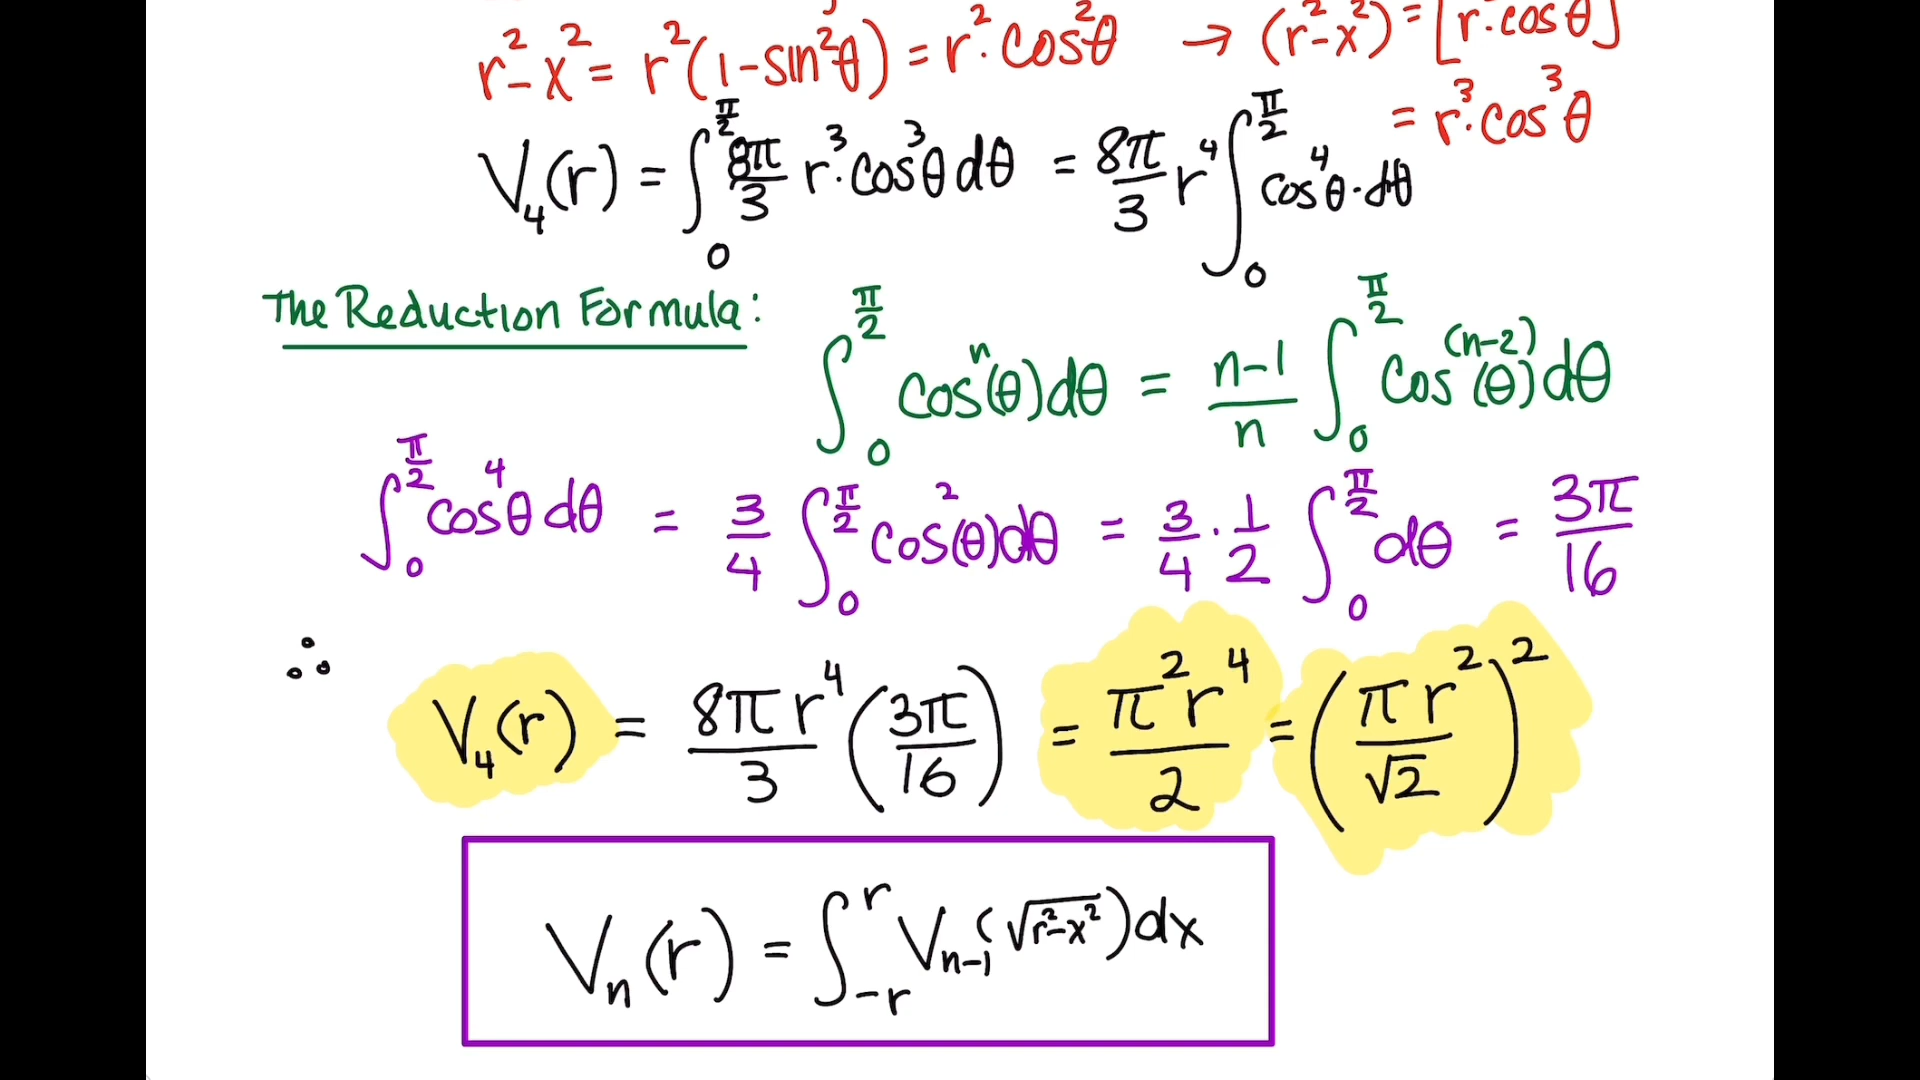 r²-x² = r²(1-sin²θ) = r²·cos²θ → (r²-x²) = [r·cosθ]
= r³·cos³θ
V₄(r) = ∫₀^(π/2) 8π/3 r³·cos³θ dθ = 8π/3 r⁴ ∫₀^(π/2) cos⁴θ·dθ
The Reduction Formula:
∫₀^(π/2) cosⁿ(θ)dθ = (n-1)/n ∫₀^(π/2) cos^(n-2)(θ)dθ
∫₀^(π/2) cos⁴θ dθ = 3/4 ∫₀^(π/2) cos²(θ)dθ = 3/4 · 1/2 ∫₀^(π/2) dθ = 3π/16
∴ V₄(r) = 8πr⁴/3 (3π/16) = π²r⁴/2 = (πr²/√2)²
Vₙ(r) = ∫₋ᵣ^r Vₙ₋₁(√(r²-x²))dx